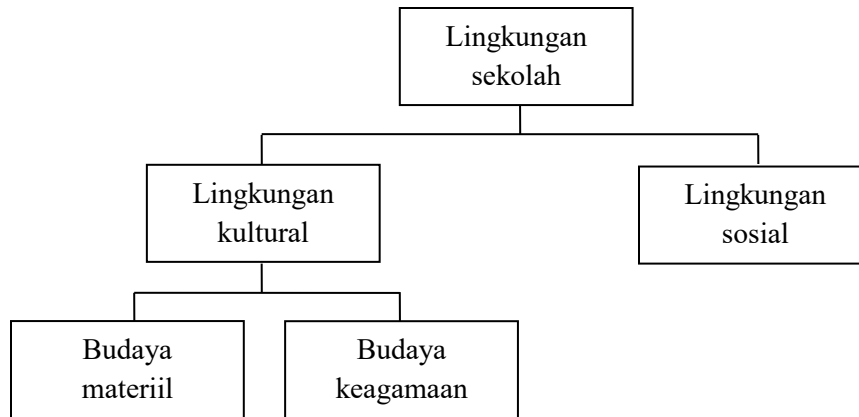 Lingkungan
sekolah
Lingkungan
kultural
Lingkungan
sosial
Budaya
materiil
Budaya
keagamaan